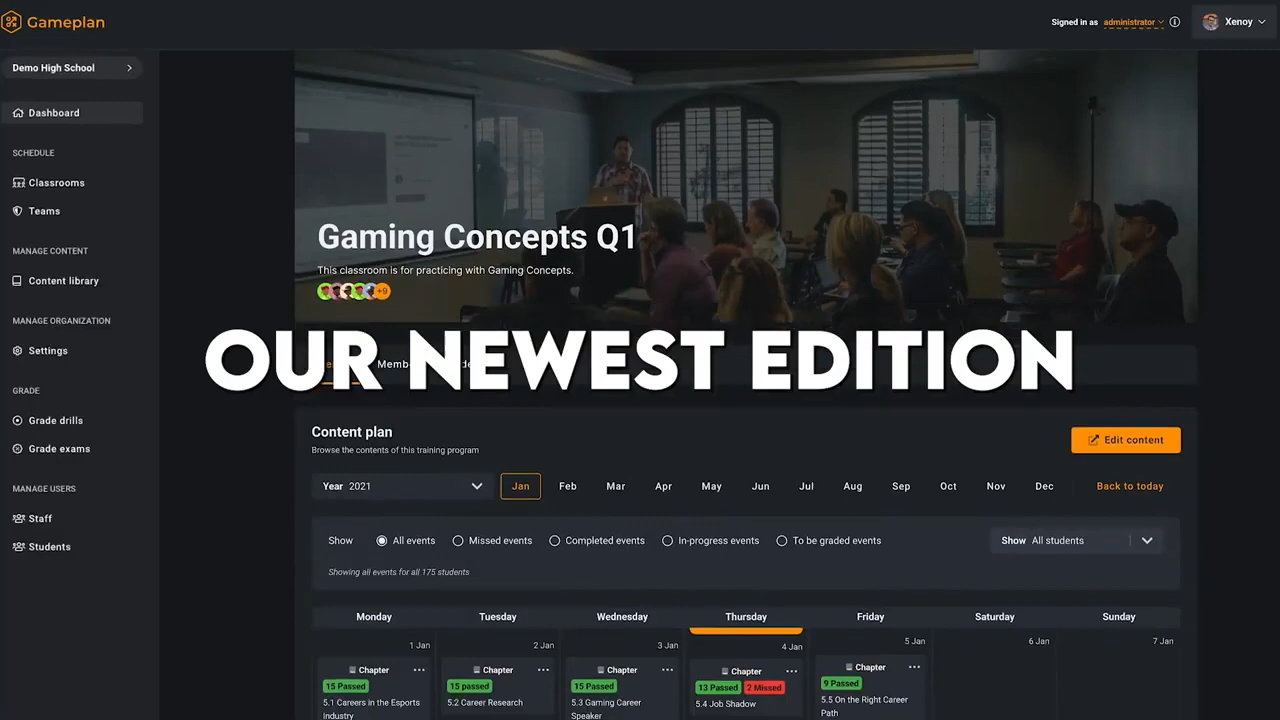 Gameplan
Signed in as administrator
Xenoy
Demo High School
Dashboard
SCHEDULE
Classrooms
Teams
MANAGE CONTENT
Content library
MANAGE ORGANIZATION
Settings
GRADE
Grade drills
Grade exams
MANAGE USERS
Staff
Students
Gaming Concepts Q1
This classroom is for practicing with Gaming Concepts.
+9
OUR NEWEST EDITION
Content plan
Browse the contents of this training program
Edit content
Year 2021
Jan Feb Mar Apr May Jun Jul Aug Sep Oct Nov Dec
Back to today
Show All events Missed events Completed events In-progress events To be graded events
Show All students
Showing all events for all 175 students
Monday Tuesday Wednesday Thursday Friday Saturday Sunday
1 Jan
Chapter
15 Passed
5.1 Careers in the Esports
Industry
2 Jan
Chapter
15 passed
5.2 Career Research
3 Jan
Chapter
15 Passed
5.3 Gaming Career
Speaker
4 Jan
Chapter
13 Passed 2 Missed
5.4 Job Shadow
5 Jan
Chapter
9 Passed
5.5 On the Right Career
Path
6 Jan
7 Jan